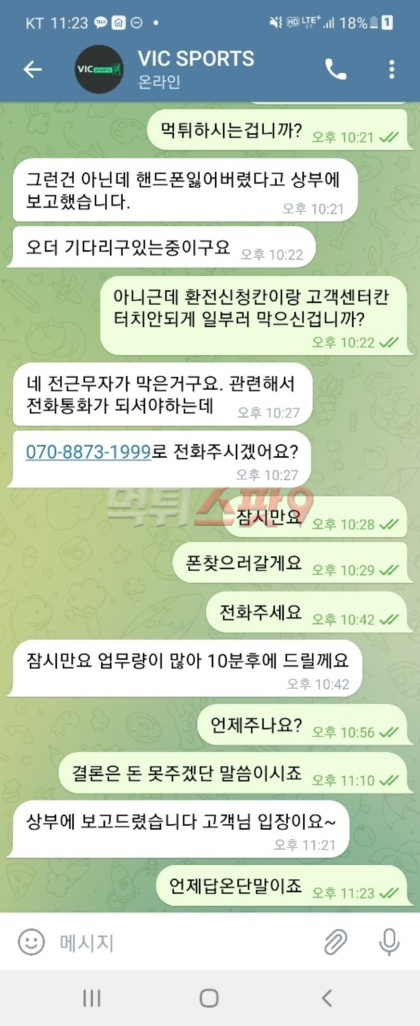 KT 11:23
HD LTE+ 18%
VIC SPORTS
VIC SPORTS
온라인
먹튀하시는겁니까? 오후 10:21
그런건 아닌데 핸드폰잃어버렸다고 상부에
보고했습니다. 오후 10:21
오더 기다리구있는중이구요 오후 10:22
아니근데 환전신청칸이랑 고객센터칸
터치안되게 일부러 막으신겁니까?
오후 10:22
네 전근무자가 막은거구요. 관련해서
전화통화가 되셔야하는데 오후 10:27
070-8873-1999로 전화주시겠어요?
오후 10:27
먹튀스팟9
잠시만요 오후 10:28
폰찾으러갈게요 오후 10:29
전화주세요 오후 10:42
잠시만요 업무량이 많아 10분후에 드릴께요
오후 10:42
언제주나요? 오후 10:56
결론은 돈 못주겠단 말씀이시죠 오후 11:10
상부에 보고드렸습니다 고객님 입장이요~
오후 11:21
언제답온단말이죠 오후 11:23
메시지